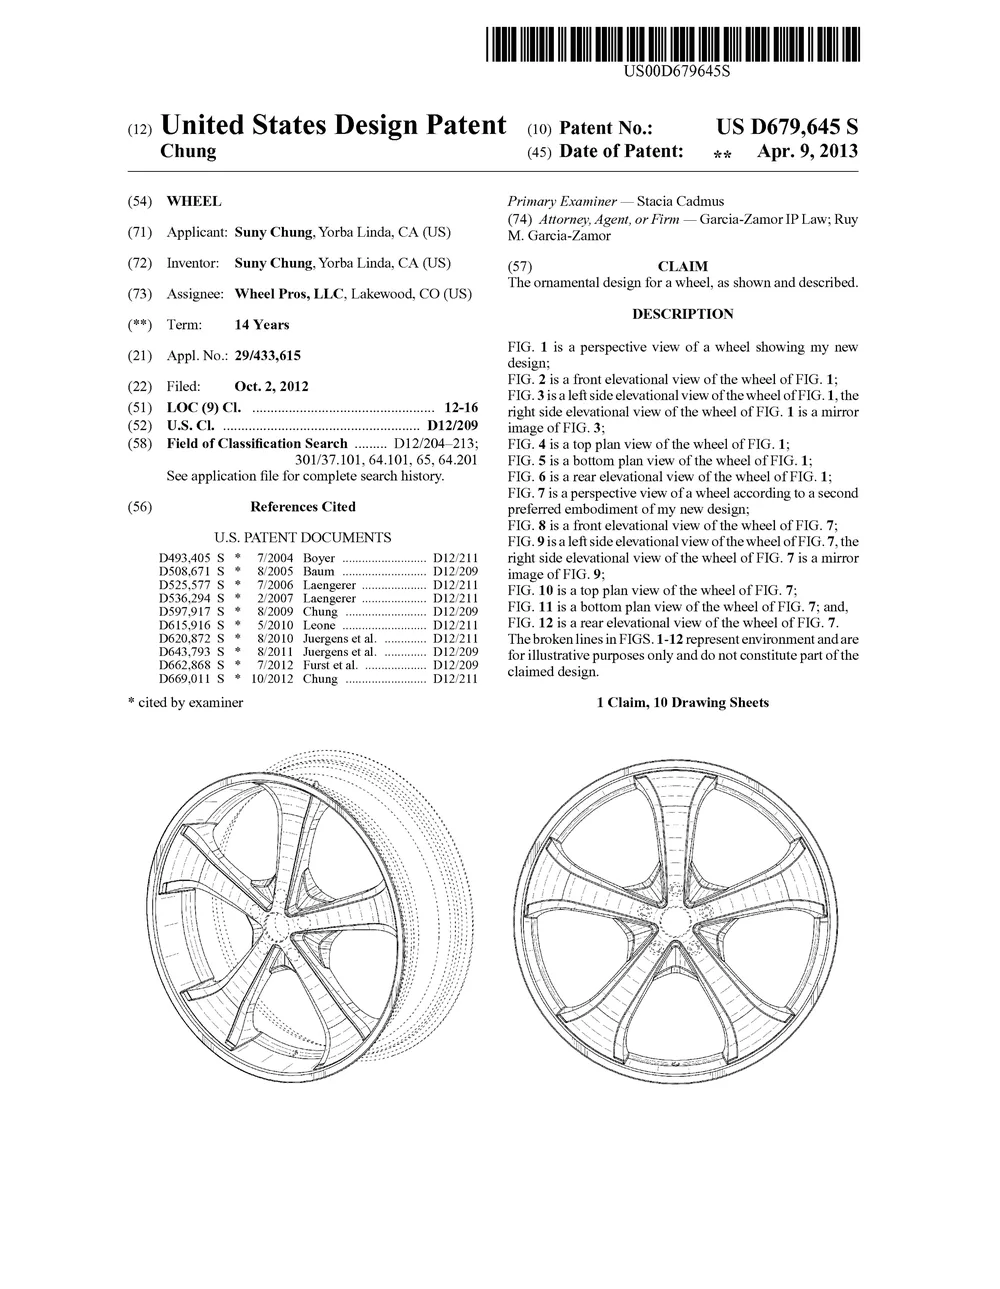 US00D679645S
(12) United States Design Patent
Chung
(10) Patent No.: US D679,645 S
(45) Date of Patent: ** Apr. 9, 2013
(54) WHEEL
(71) Applicant: Suny Chung, Yorba Linda, CA (US)
(72) Inventor: Suny Chung, Yorba Linda, CA (US)
(73) Assignee: Wheel Pros, LLC, Lakewood, CO (US)
(**) Term: 14 Years
(21) Appl. No.: 29/433,615
(22) Filed: Oct. 2, 2012
(51) LOC (9) Cl. ................................................. 12-16
(52) U.S. Cl. ..................................................... D12/209
(58) Field of Classification Search ......... D12/204–213;
301/37.101, 64.101, 65, 64.201
See application file for complete search history.
(56) References Cited
U.S. PATENT DOCUMENTS
D493,405 S * 7/2004 Boyer .......................... D12/211
D508,671 S * 8/2005 Baum .......................... D12/209
D525,577 S * 7/2006 Laengerer .................... D12/211
D536,294 S * 2/2007 Laengerer .................... D12/211
D597,917 S * 8/2009 Chung ......................... D12/209
D615,916 S * 5/2010 Leone .......................... D12/211
D620,872 S * 8/2010 Juergens et al. ............. D12/211
D643,793 S * 8/2011 Juergens et al. ............. D12/209
D662,868 S * 7/2012 Furst et al. ................... D12/209
D669,011 S * 10/2012 Chung ......................... D12/211
* cited by examiner
Primary Examiner — Stacia Cadmus
(74) Attorney, Agent, or Firm — Garcia-Zamor IP Law; Ruy
M. Garcia-Zamor
(57) CLAIM
The ornamental design for a wheel, as shown and described.
DESCRIPTION
FIG. 1 is a perspective view of a wheel showing my new
design;
FIG. 2 is a front elevational view of the wheel of FIG. 1;
FIG. 3 is a left side elevational view of the wheel of FIG. 1, the
right side elevational view of the wheel of FIG. 1 is a mirror
image of FIG. 3;
FIG. 4 is a top plan view of the wheel of FIG. 1;
FIG. 5 is a bottom plan view of the wheel of FIG. 1;
FIG. 6 is a rear elevational view of the wheel of FIG. 1;
FIG. 7 is a perspective view of a wheel according to a second
preferred embodiment of my new design;
FIG. 8 is a front elevational view of the wheel of FIG. 7;
FIG. 9 is a left side elevational view of the wheel of FIG. 7, the
right side elevational view of the wheel of FIG. 7 is a mirror
image of FIG. 9;
FIG. 10 is a top plan view of the wheel of FIG. 7;
FIG. 11 is a bottom plan view of the wheel of FIG. 7; and,
FIG. 12 is a rear elevational view of the wheel of FIG. 7.
The broken lines in FIGS. 1-12 represent environment and are
for illustrative purposes only and do not constitute part of the
claimed design.
1 Claim, 10 Drawing Sheets